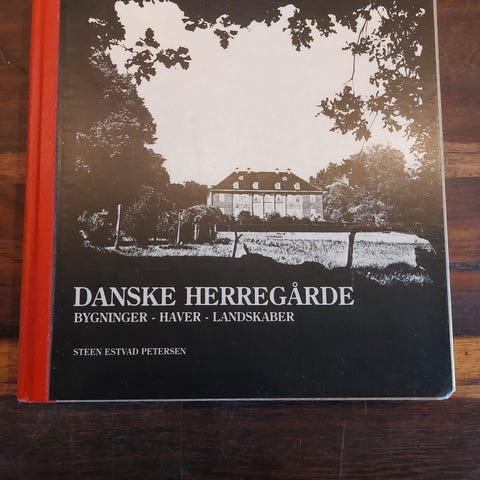 DANSKE HERREGÅRDE
BYGNINGER - HAVER - LANDSKABER
STEEN ESTVAD PETERSEN